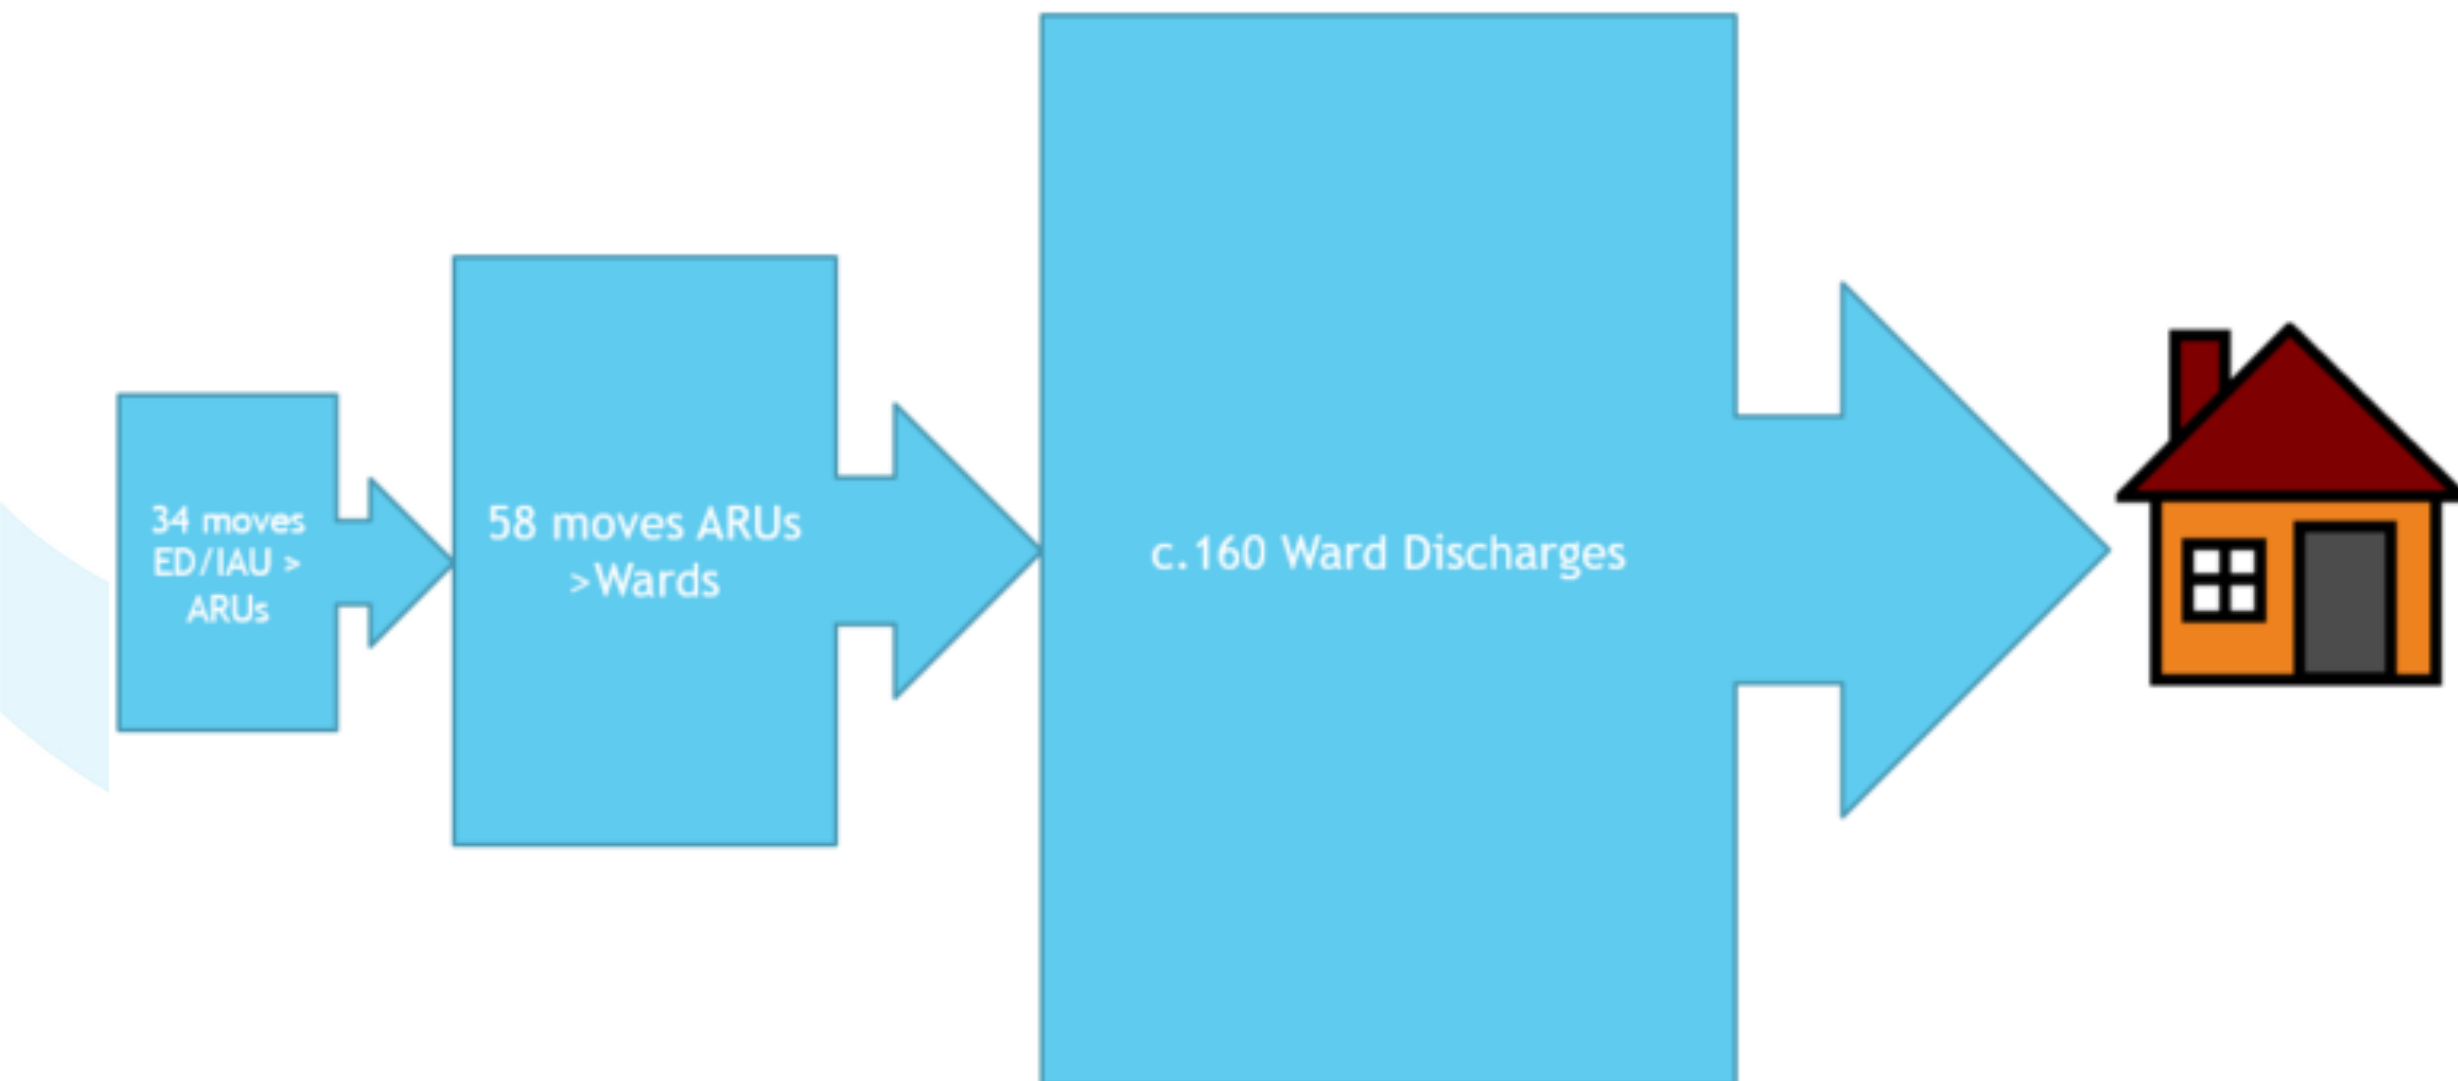 34 moves
ED/IAU >
ARUs
58 moves ARUs
>Wards
c.160 Ward Discharges